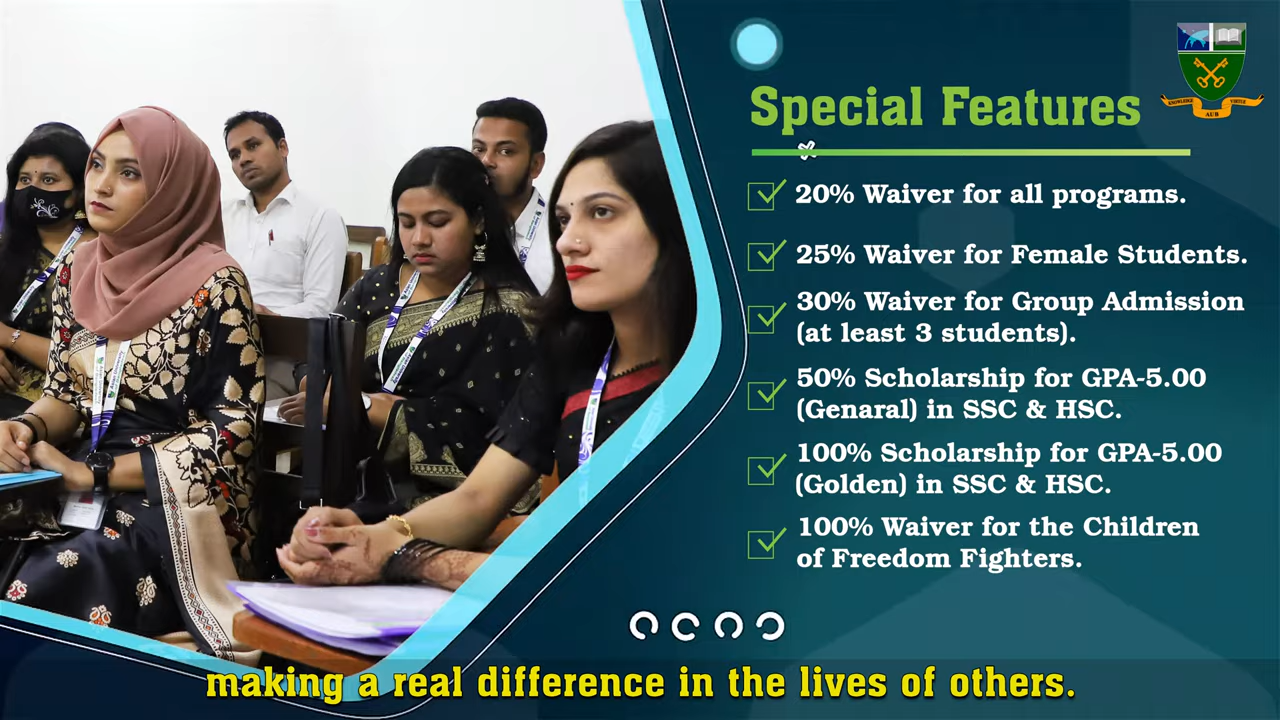 Special Features
20% Waiver for all programs.
25% Waiver for Female Students.
30% Waiver for Group Admission
(at least 3 students).
50% Scholarship for GPA-5.00
(Genaral) in SSC & HSC.
100% Scholarship for GPA-5.00
(Golden) in SSC & HSC.
100% Waiver for the Children
of Freedom Fighters.
KNOWLEDGE VIRTUE
AUB
making a real difference in the lives of others.